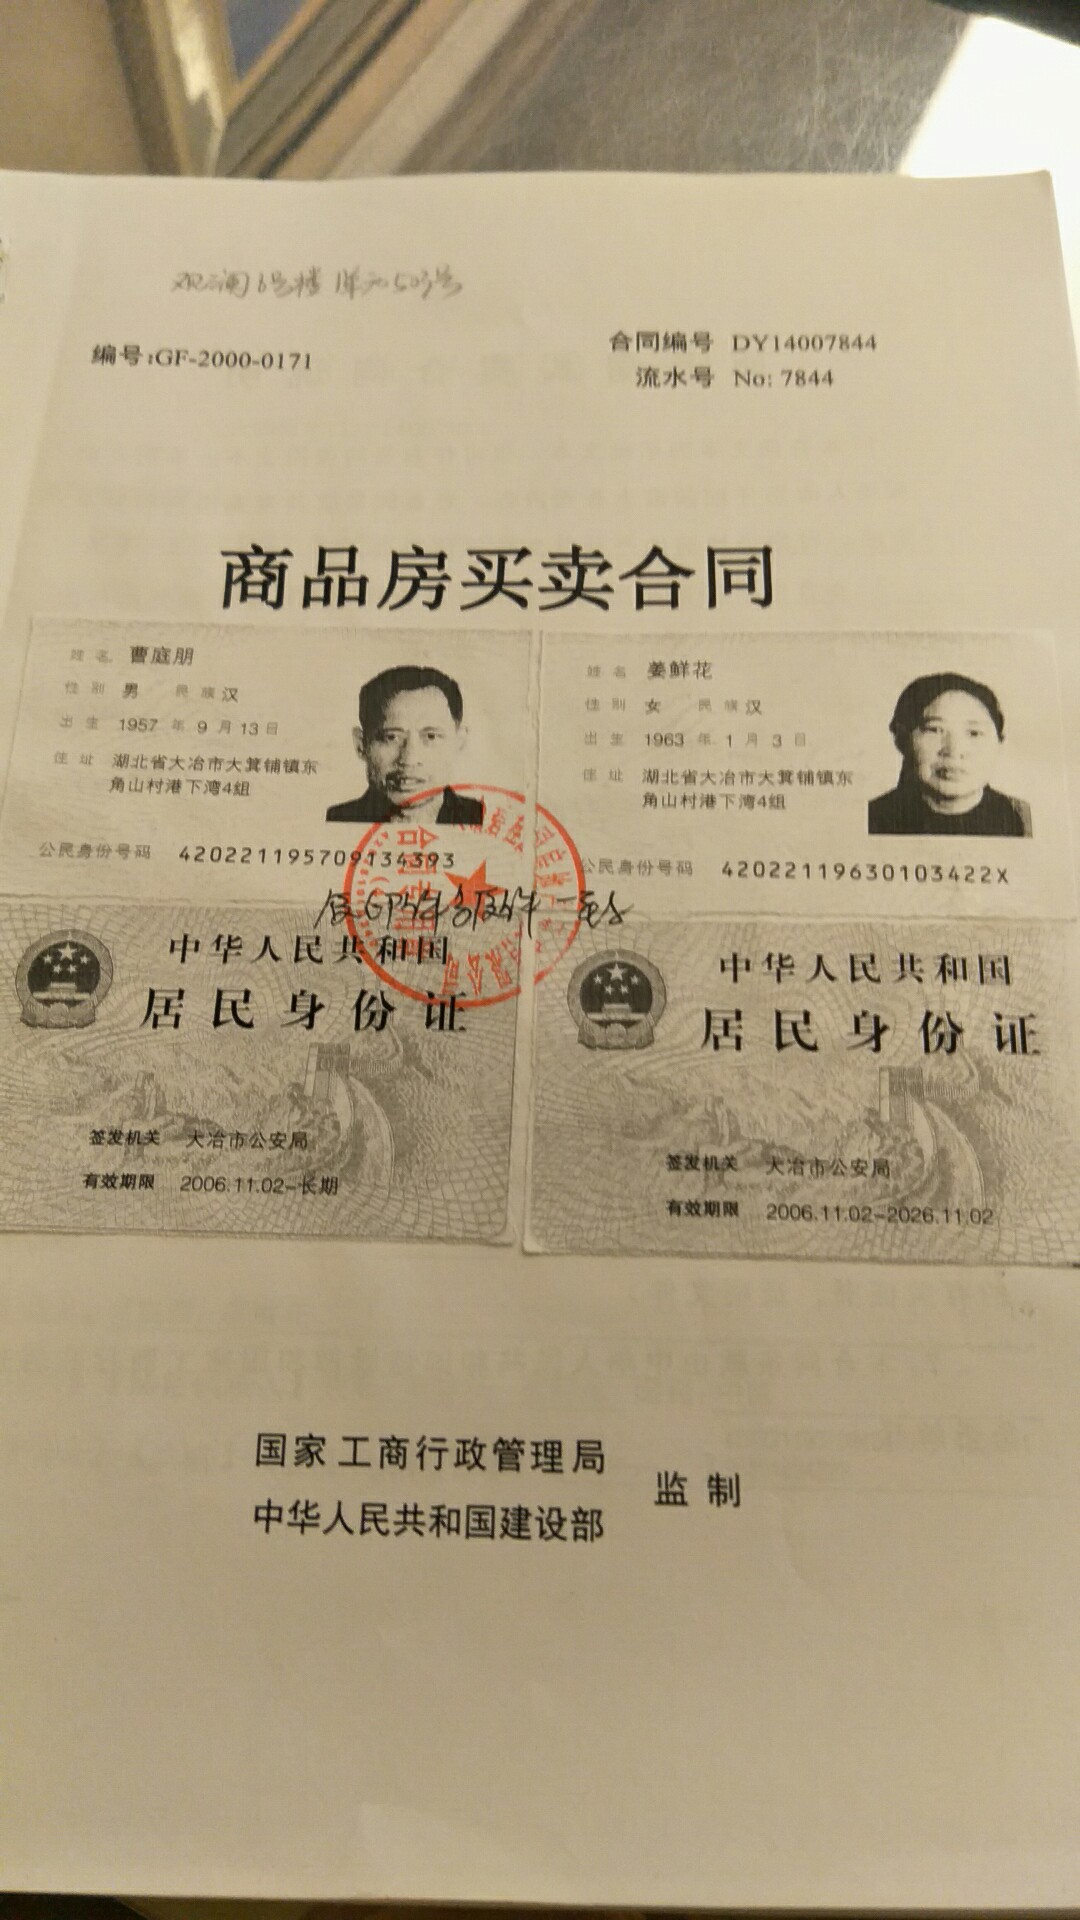 观澜6号楼1单元503号
编号:GF-2000-0171
合同编号 DY14007844
流水号 No: 7844
商品房买卖合同
姓名 曹庭朋
性别 男 民族 汉
出生 1957 年 9 月 13 日
住址 湖北省大冶市大箕铺镇东
角山村港下湾4组
公民身份号码 420221195709134393
姓名 姜鲜花
性别 女 民族 汉
出生 1963 年 1 月 3 日
住址 湖北省大冶市大箕铺镇东
角山村港下湾4组
公民身份号码 42022119630103422X
中华人民共和国
居民身份证
签发机关 大冶市公安局
有效期限 2006.11.02-长期
中华人民共和国
居民身份证
签发机关 大冶市公安局
有效期限 2006.11.02-2026.11.02
国家工商行政管理局
中华人民共和国建设部
监制